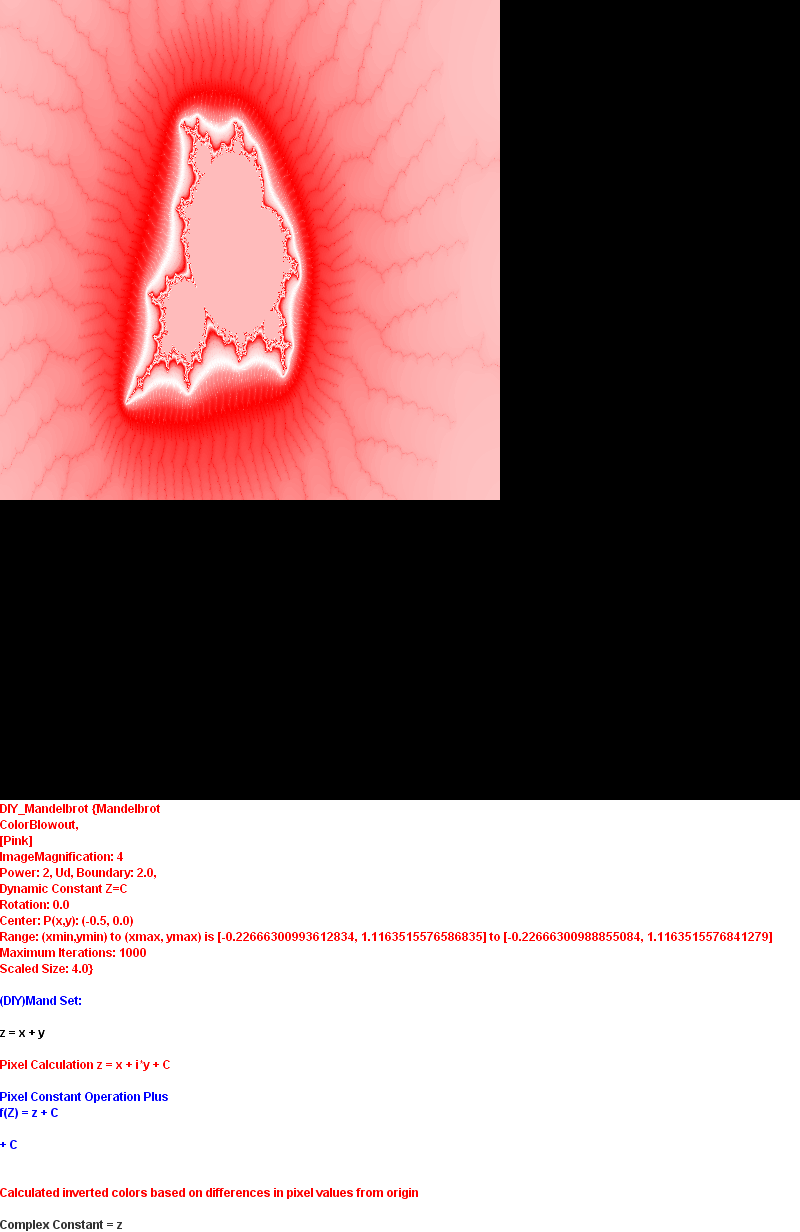 DIY_Mandelbrot {Mandelbrot
ColorBlowout,
[Pink]
ImageMagnification: 4
Power: 2, Ud, Boundary: 2.0,
Dynamic Constant Z=C
Rotation: 0.0
Center: P(x,y): (-0.5, 0.0)
Range: (xmin,ymin) to (xmax, ymax) is [-0.22666300993612834, 1.1163515576586835] to [-0.22666300988855084, 1.1163515576841279]
Maximum Iterations: 1000
Scaled Size: 4.0}
(DIY)Mand Set:
z = x + y
Pixel Calculation z = x + i*y + C
Pixel Constant Operation Plus
f(Z) = z + C
+ C
Calculated inverted colors based on differences in pixel values from origin
Complex Constant = z